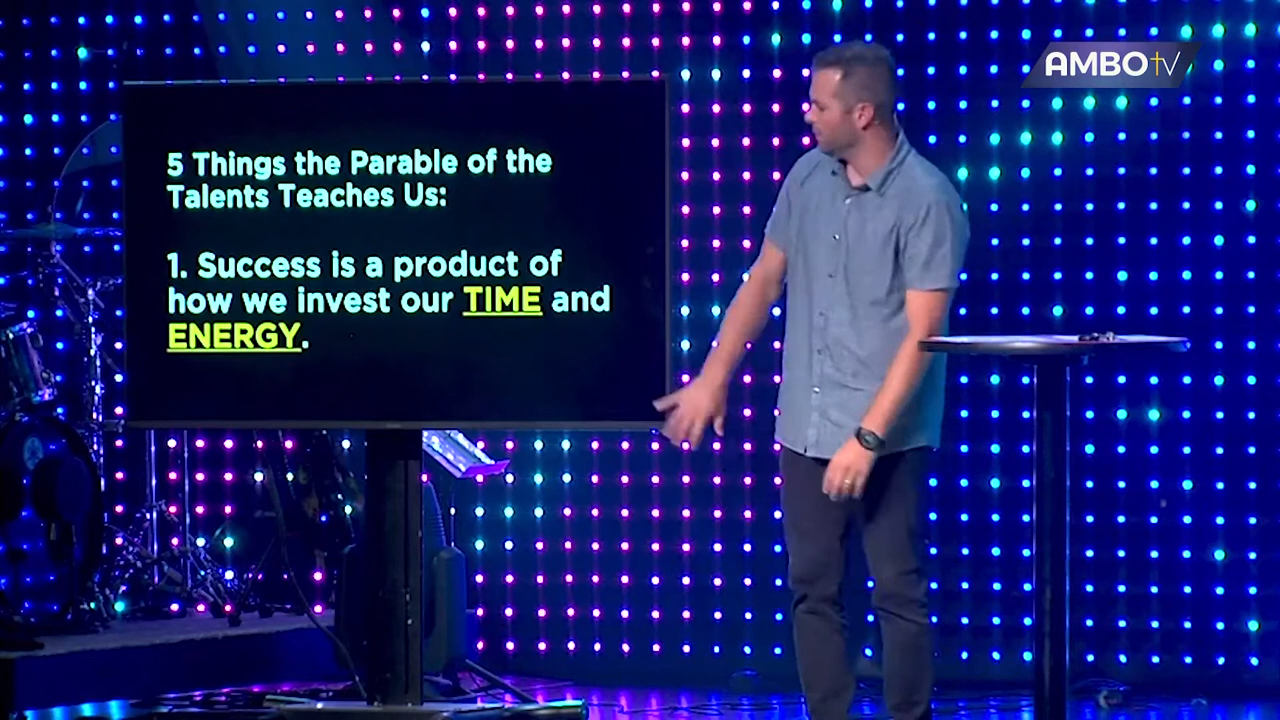 AMBOtv
5 Things the Parable of the
Talents Teaches Us:
1. Success is a product of
how we invest our TIME and
ENERGY.